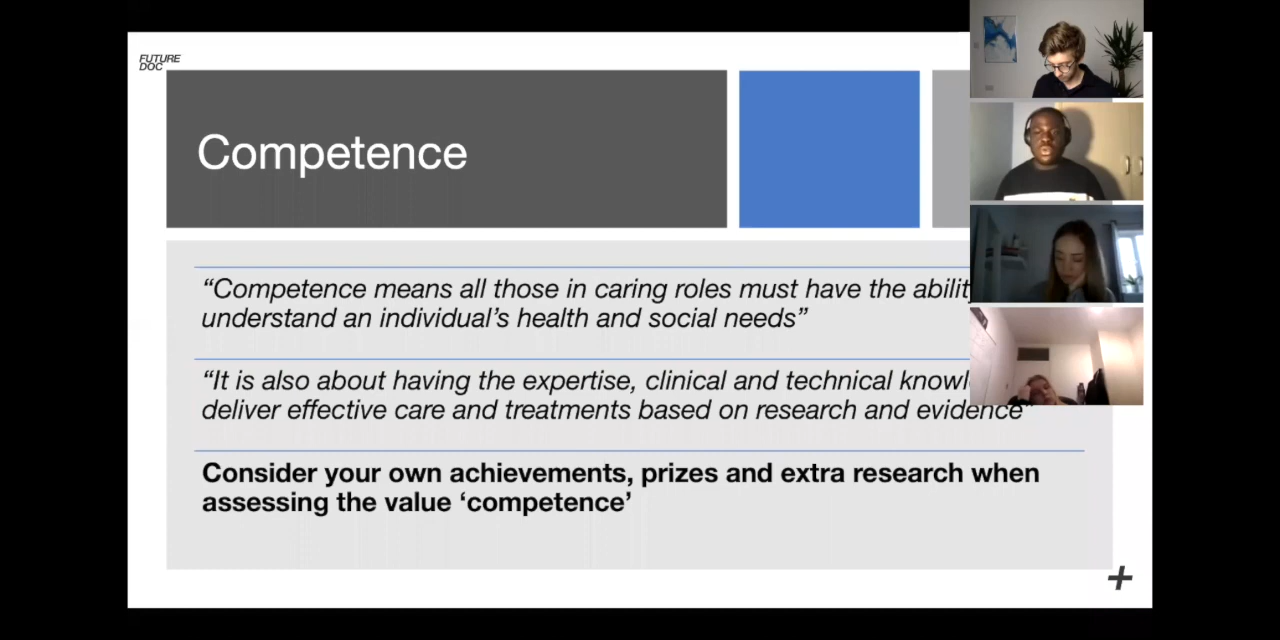 FUTURE
DOC
Competence
“Competence means all those in caring roles must have the ability
understand an individual’s health and social needs”
“It is also about having the expertise, clinical and technical
deliver effective care and treatments based on research and evidence”
Consider your own achievements, prizes and extra research when
assessing the value ‘competence’